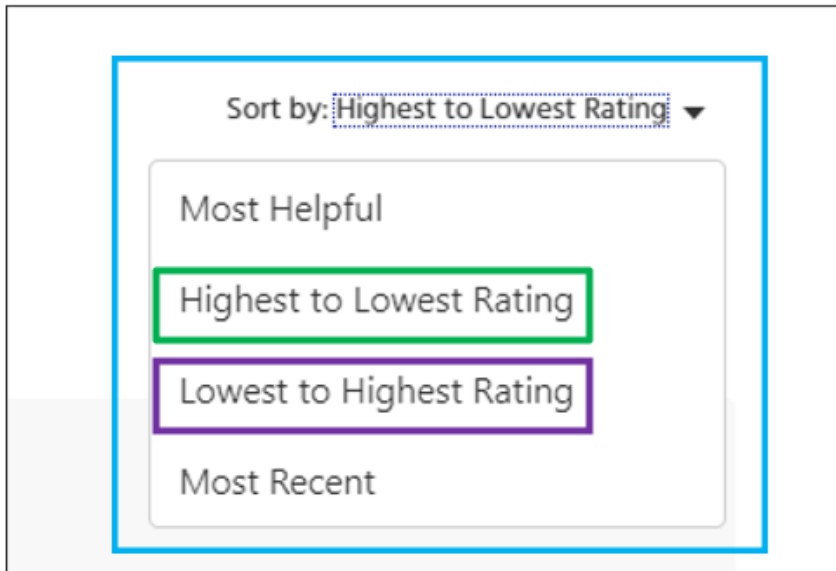 Sort by: Highest to Lowest Rating
Most Helpful
Highest to Lowest Rating
Lowest to Highest Rating
Most Recent